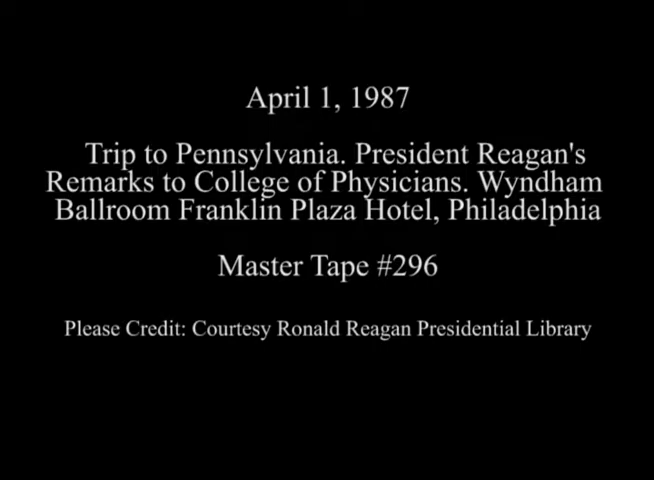 April 1, 1987
Trip to Pennsylvania. President Reagan's
Remarks to College of Physicians. Wyndham
Ballroom Franklin Plaza Hotel, Philadelphia
Master Tape #296
Please Credit: Courtesy Ronald Reagan Presidential Library